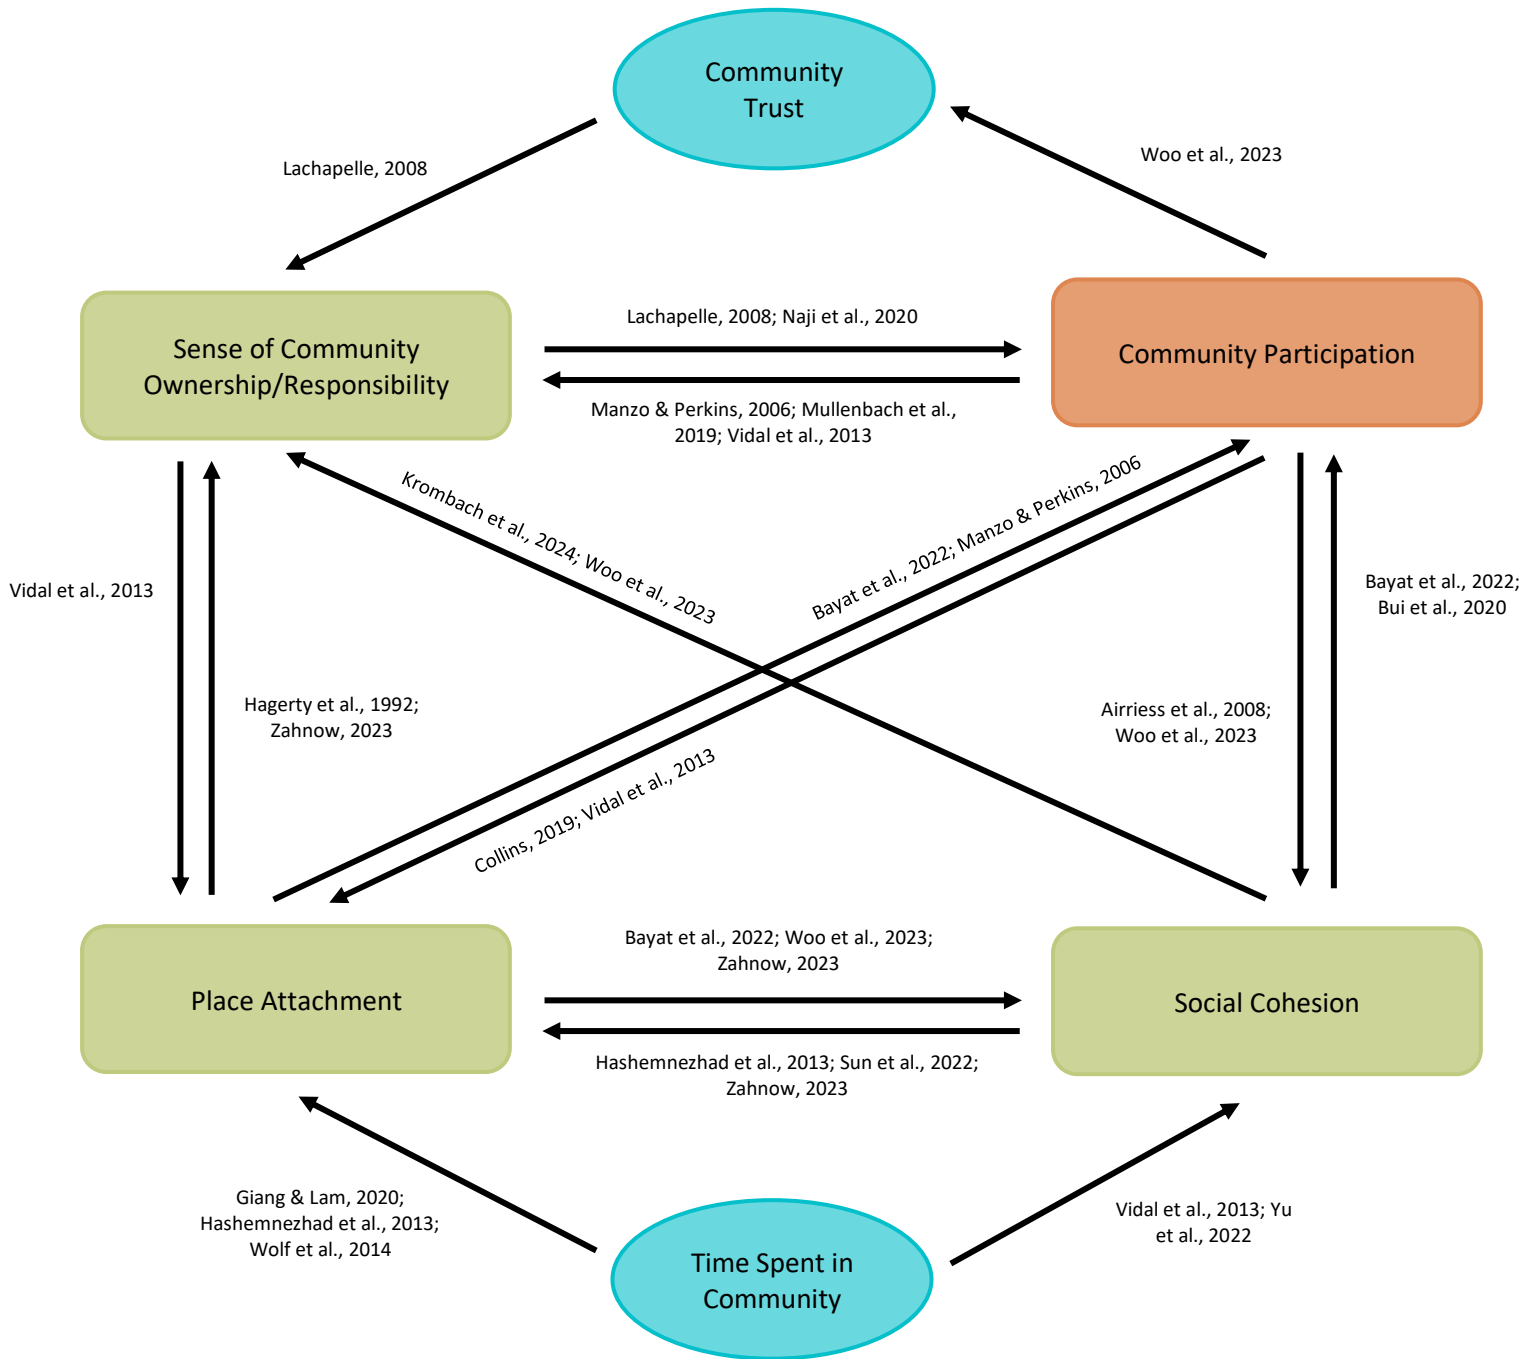 Community
Trust
Lachapelle, 2008
Woo et al., 2023
Sense of Community
Ownership/Responsibility
Lachapelle, 2008; Naji et al., 2020
Community Participation
Manzo & Perkins, 2006; Mullenbach et al.,
2019; Vidal et al., 2013
Krombach et al., 2024; Woo et al., 2023
Bayat et al., 2022; Manzo & Perkins, 2006
Vidal et al., 2013
Bayat et al., 2022;
Bui et al., 2020
Hagerty et al., 1992;
Zahnow, 2023
Airriess et al., 2008;
Woo et al., 2023
Collins, 2019; Vidal et al., 2013
Place Attachment
Bayat et al., 2022; Woo et al., 2023;
Zahnow, 2023
Social Cohesion
Hashemnezhad et al., 2013; Sun et al., 2022;
Zahnow, 2023
Giang & Lam, 2020;
Hashemnezhad et al., 2013;
Wolf et al., 2014
Time Spent in
Community
Vidal et al., 2013; Yu
et al., 2022